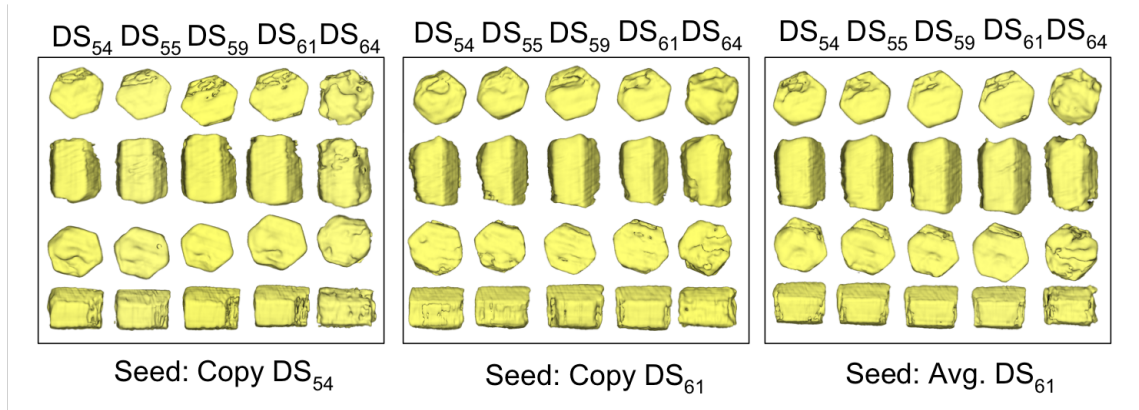 DS54 DS55 DS59 DS61 DS64
DS54 DS55 DS59 DS61 DS64
DS54 DS55 DS59 DS61 DS64
Seed: Copy DS54
Seed: Copy DS61
Seed: Avg. DS61